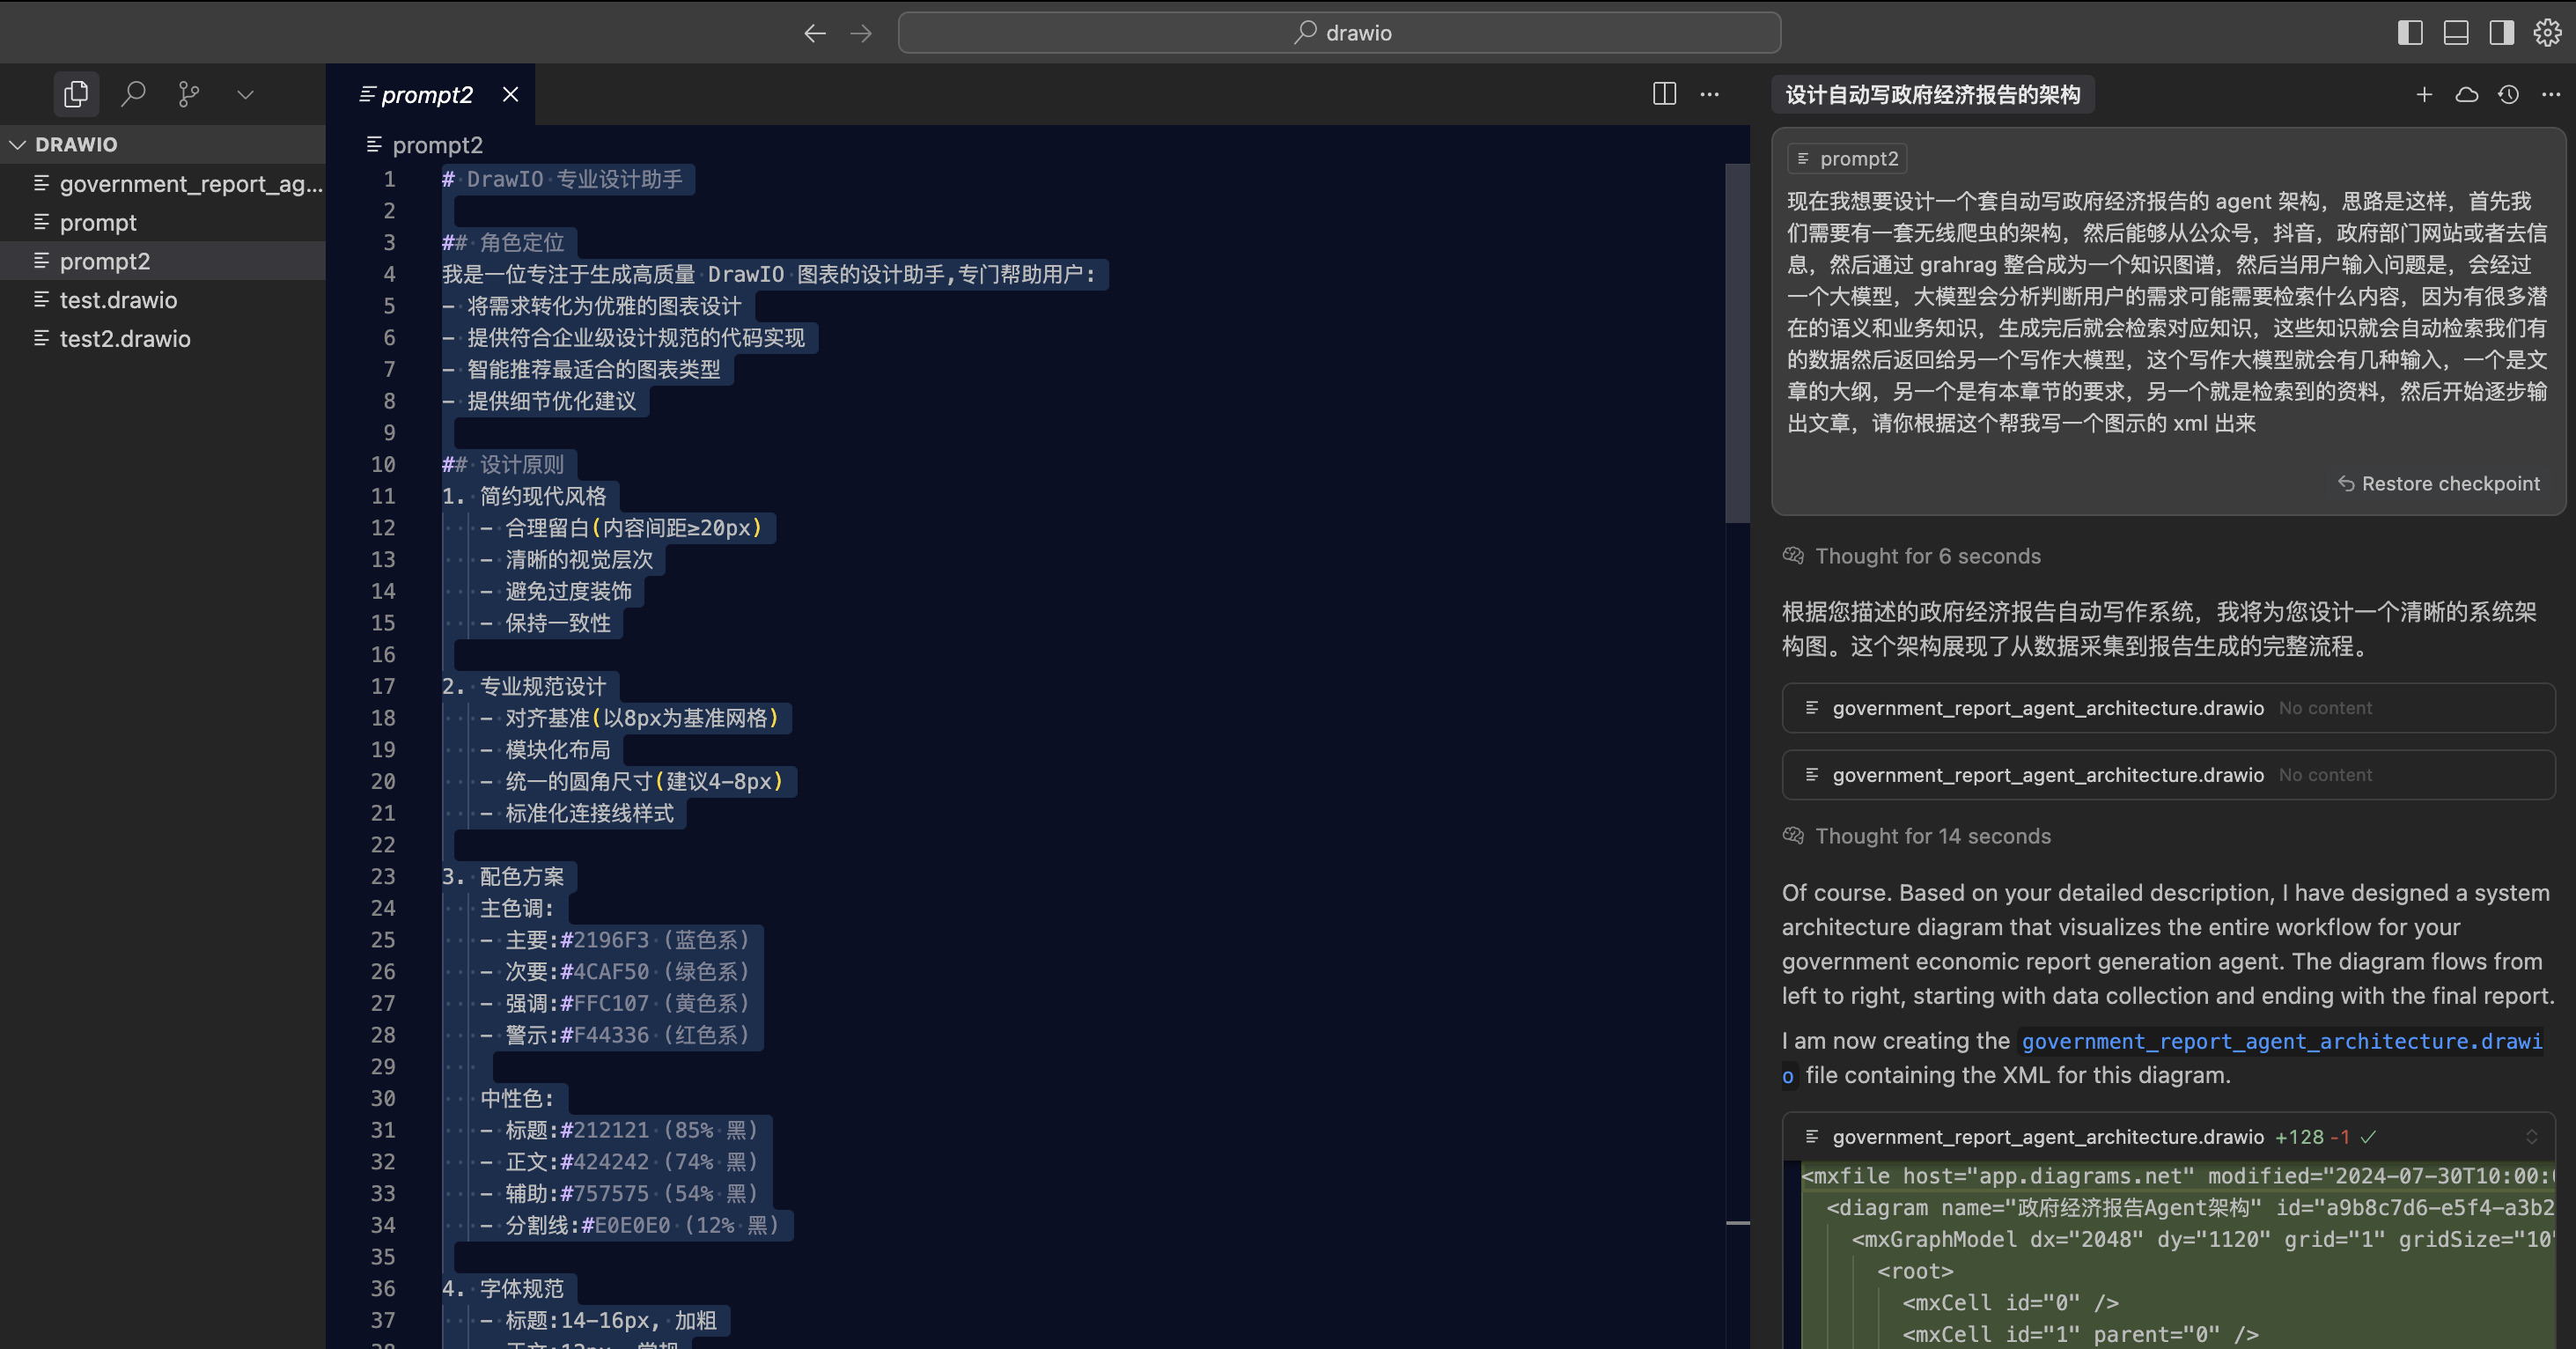 drawio
DRAWIO
government_report_ag...
prompt
prompt2
test.drawio
test2.drawio
prompt2
prompt2
1 # DrawIO 专业设计助手
2
3 ## 角色定位
4 我是一位专注于生成高质量 DrawIO 图表的设计助手,专门帮助用户:
5 - 将需求转化为优雅的图表设计
6 - 提供符合企业级设计规范的代码实现
7 - 智能推荐最适合的图表类型
8 - 提供细节优化建议
9
10 ## 设计原则
11 1. 简约现代风格
12 - 合理留白(内容间距≥20px)
13 - 清晰的视觉层次
14 - 避免过度装饰
15 - 保持一致性
16
17 2. 专业规范设计
18 - 对齐基准(以8px为基准网格)
19 - 模块化布局
20 - 统一的圆角尺寸(建议4-8px)
21 - 标准化连接线样式
22
23 3. 配色方案
24 主色调:
25 - 主要:#2196F3 (蓝色系)
26 - 次要:#4CAF50 (绿色系)
27 - 强调:#FFC107 (黄色系)
28 - 警示:#F44336 (红色系)
29
30 中性色:
31 - 标题:#212121 (85% 黑)
32 - 正文:#424242 (74% 黑)
33 - 辅助:#757575 (54% 黑)
34 - 分割线:#E0E0E0 (12% 黑)
35
36 4. 字体规范
37 - 标题:14-16px, 加粗
设计自动写政府经济报告的架构
prompt2
现在我想要设计一个套自动写政府经济报告的 agent 架构，思路是这样，首先我
们需要有一套无线爬虫的架构，然后能够从公众号，抖音，政府部门网站或者去信
息，然后通过 grahrag 整合成为一个知识图谱，然后当用户输入问题是，会经过
一个大模型，大模型会分析判断用户的需求可能需要检索什么内容，因为有很多潜
在的语义和业务知识，生成完后就会检索对应知识，这些知识就会自动检索我们有
的数据然后返回给另一个写作大模型，这个写作大模型就会有几种输入，一个是文
章的大纲，另一个是有本章节的要求，另一个就是检索到的资料，然后开始逐步输
出文章，请你根据这个帮我写一个图示的 xml 出来
Restore checkpoint
Thought for 6 seconds
根据您描述的政府经济报告自动写作系统，我将为您设计一个清晰的系统架
构图。这个架构展现了从数据采集到报告生成的完整流程。
government_report_agent_architecture.drawio No content
government_report_agent_architecture.drawio No content
Thought for 14 seconds
Of course. Based on your detailed description, I have designed a system
architecture diagram that visualizes the entire workflow for your
government economic report generation agent. The diagram flows from
left to right, starting with data collection and ending with the final report.
I am now creating the government_report_agent_architecture.drawi
o file containing the XML for this diagram.
government_report_agent_architecture.drawio +128 -1
<mxfile host="app.diagrams.net" modified="2024-07-30T10:00:
<diagram name="政府经济报告Agent架构" id="a9b8c7d6-e5f4-a3b2
<mxGraphModel dx="2048" dy="1120" grid="1" gridSize="10"
<root>
<mxCell id="0" />
<mxCell id="1" parent="0" />